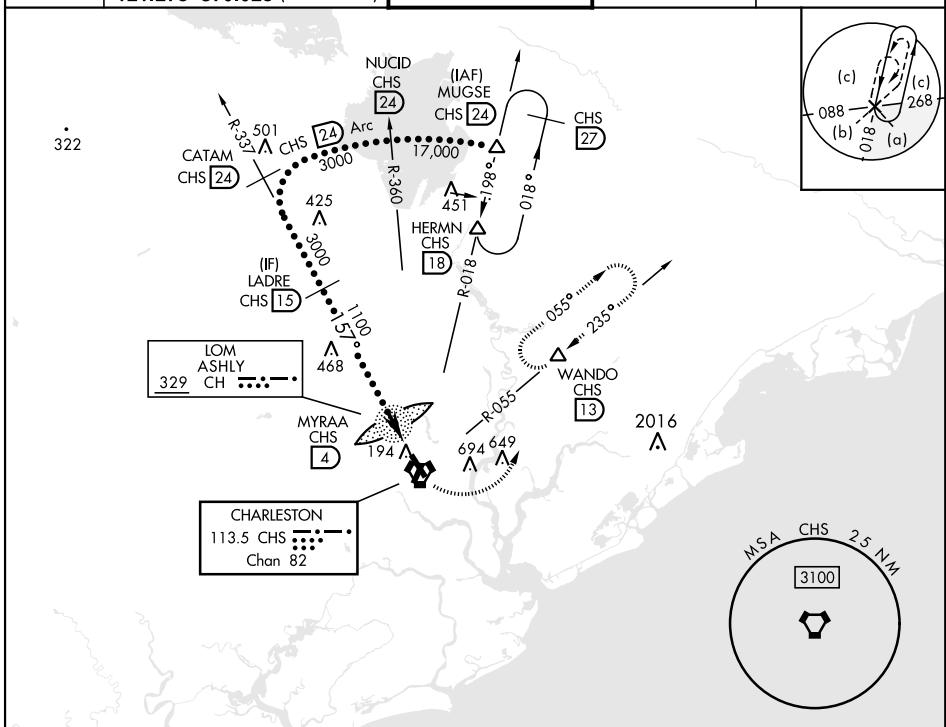 322
R-337
501
CATAM
CHS 24
CHS 24 Arc
3000
NUCID
CHS
24
17,000
R-360
(IAF)
MUGSE
CHS 24
CHS
27
198°
018°
451
HERMN
CHS
18
R-018
425
3000
(IF)
LADRE
CHS 15
1100
157°
468
LOM
ASHLY
329 CH
MYRAA
CHS
4
194
055°
235°
WANDO
CHS
13
R-055
694
649
2016
CHARLESTON
113.5 CHS
Chan 82
(c)
(c)
088
268
(b)
(a)
018
MSA CHS 25 NM
3100